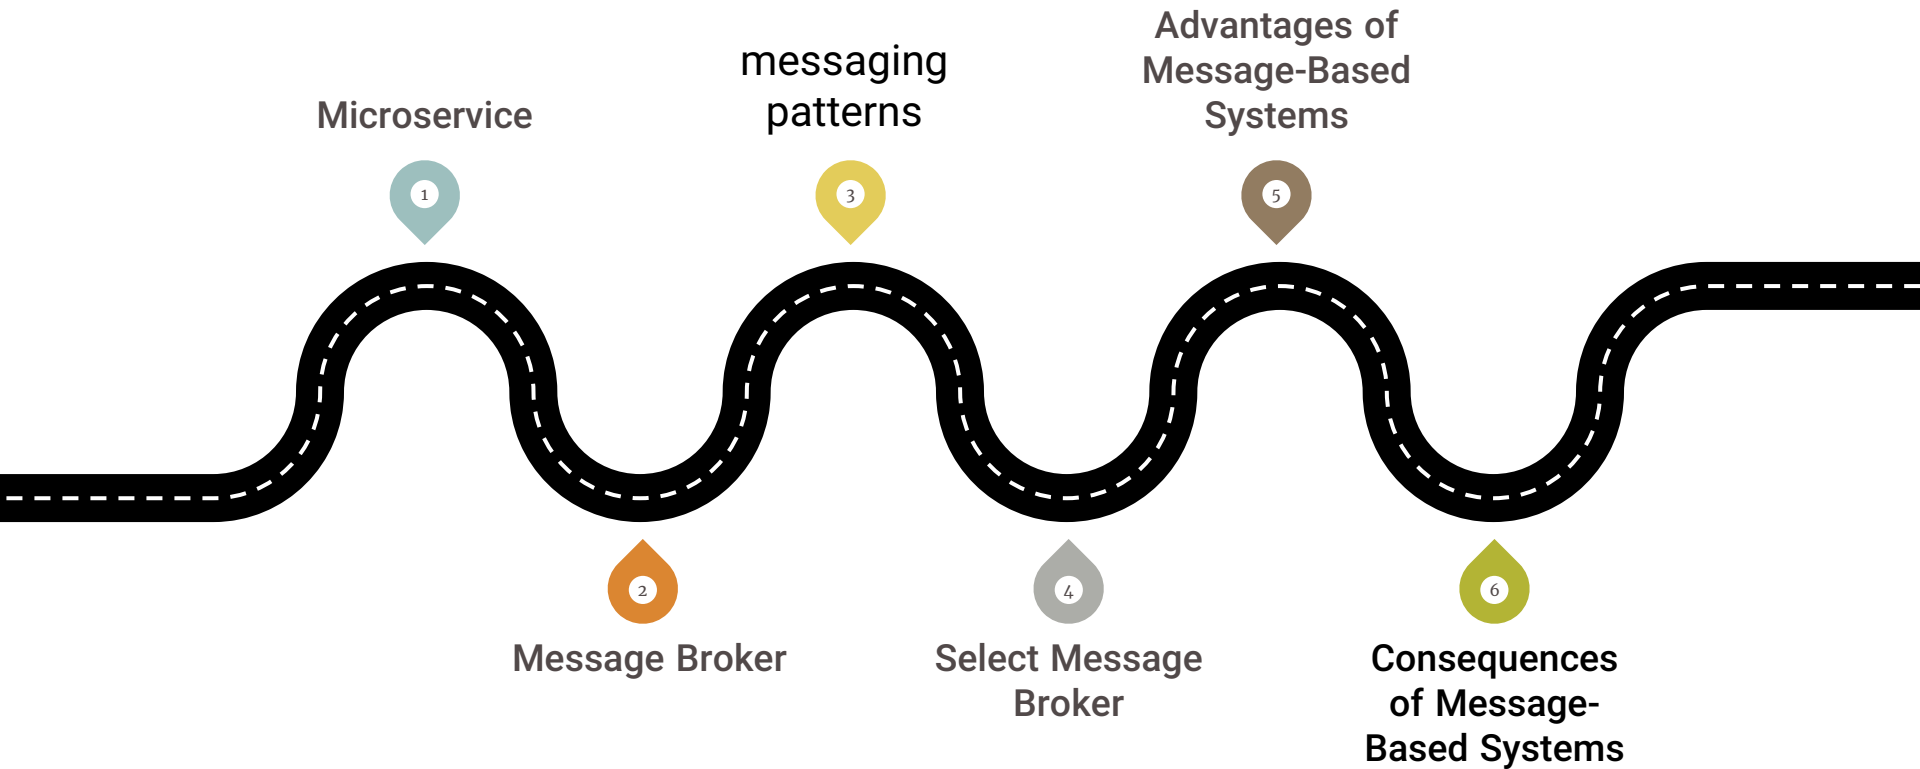 Microservice
1
Message Broker
2
messaging
patterns
3
Select Message
Broker
4
Advantages of
Message-Based
Systems
5
Consequences
of Message-
Based Systems
6